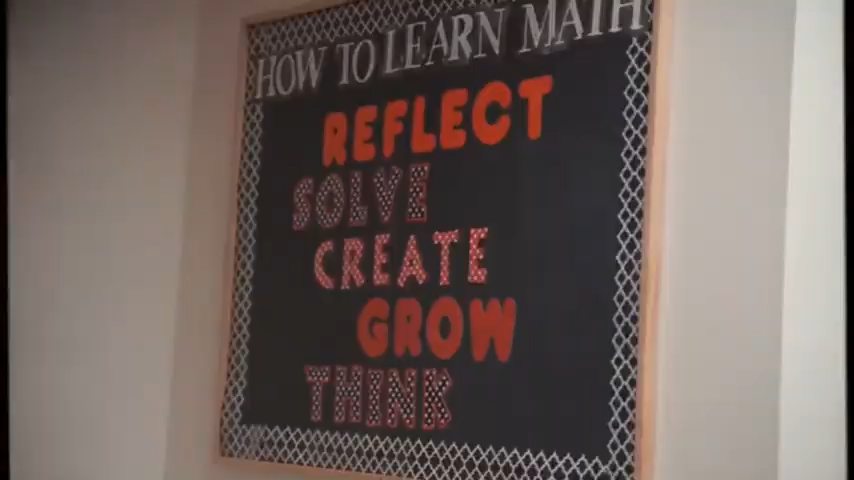 HOW TO LEARN MATH
REFLECT
SOLVE
CREATE
GROW
THINK